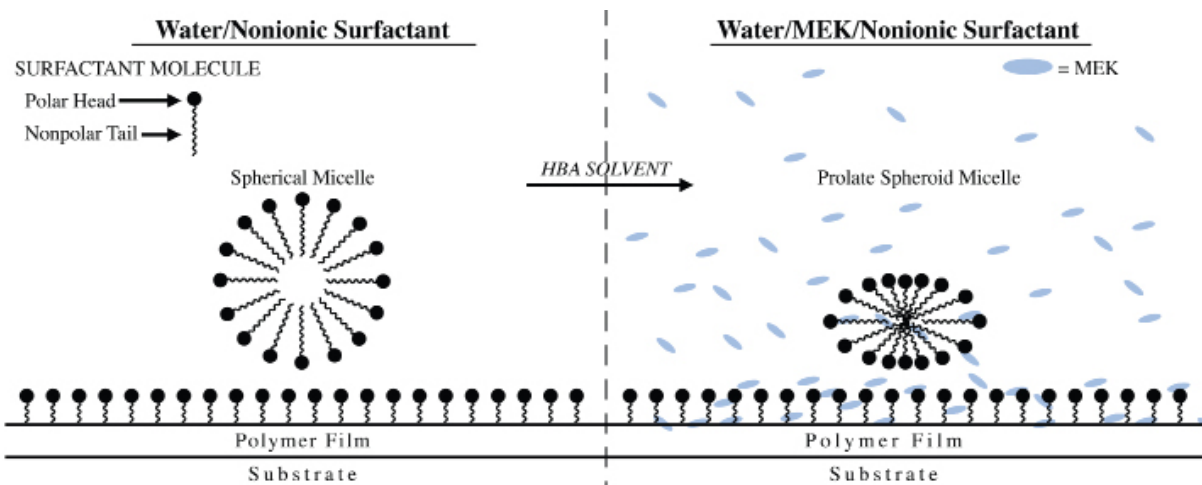 Water/Nonionic Surfactant
SURFACTANT MOLECULE
Polar Head
Nonpolar Tail
Spherical Micelle
Polymer Film
Substrate
HBA SOLVENT
Water/MEK/Nonionic Surfactant
= MEK
Prolate Spheroid Micelle
Polymer Film
Substrate